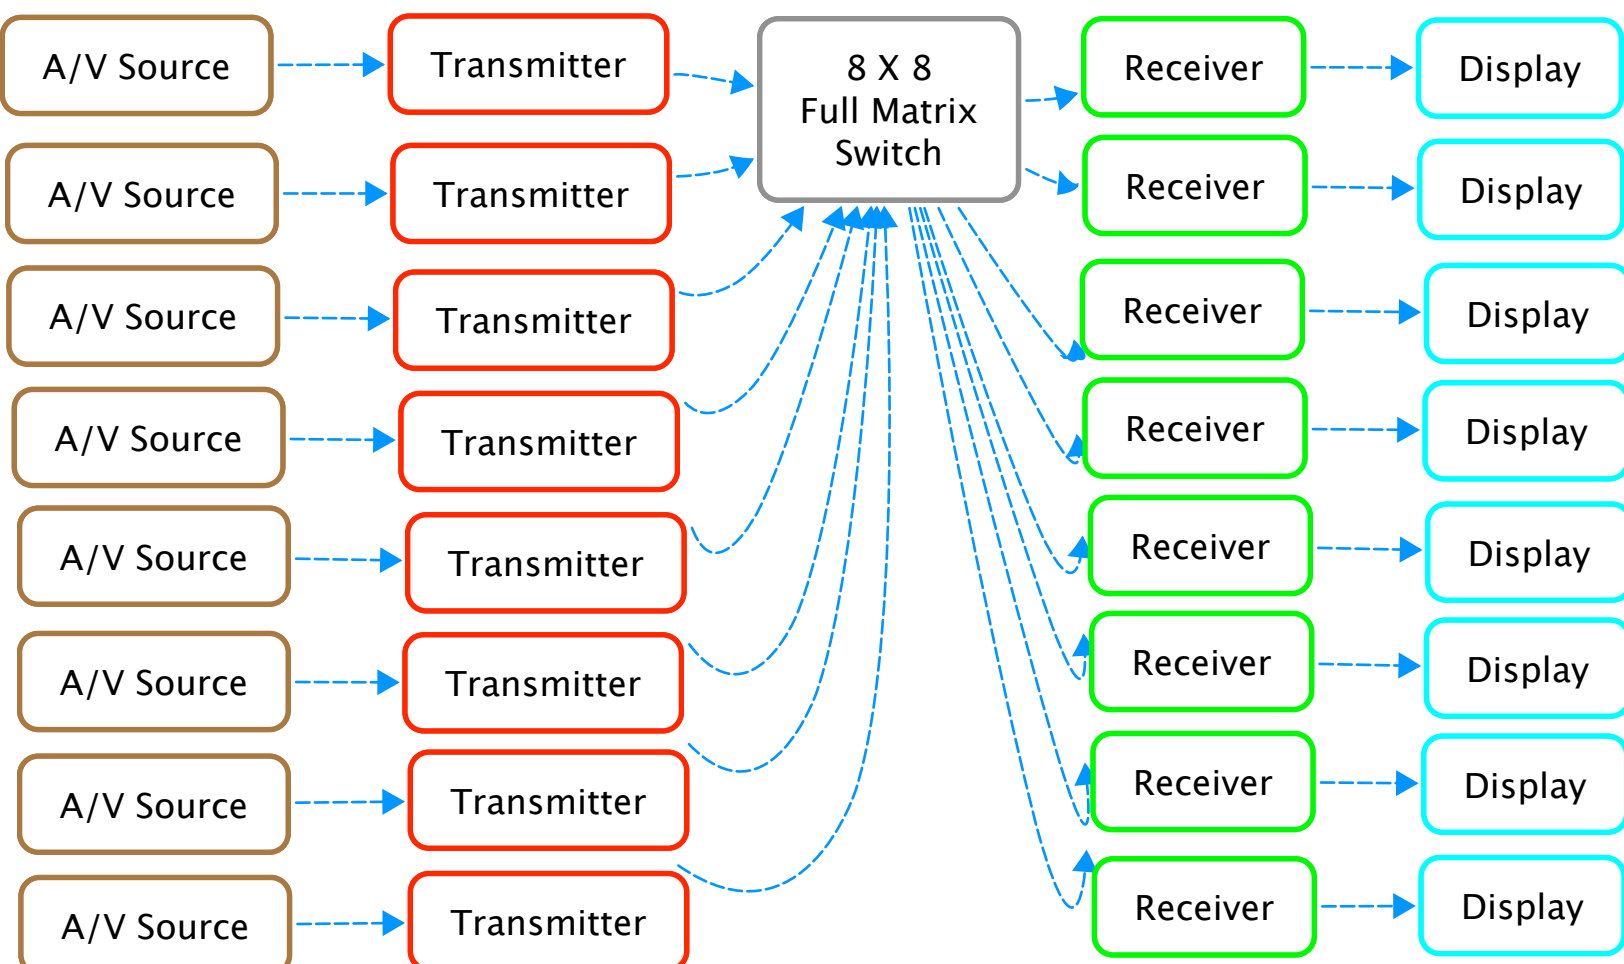 A/V Source
Transmitter
8 X 8
Full Matrix
Switch
Receiver
Display
A/V Source
Transmitter
Receiver
Display
A/V Source
Transmitter
Receiver
Display
A/V Source
Transmitter
Receiver
Display
A/V Source
Transmitter
Receiver
Display
A/V Source
Transmitter
Receiver
Display
A/V Source
Transmitter
Receiver
Display
A/V Source
Transmitter
Receiver
Display